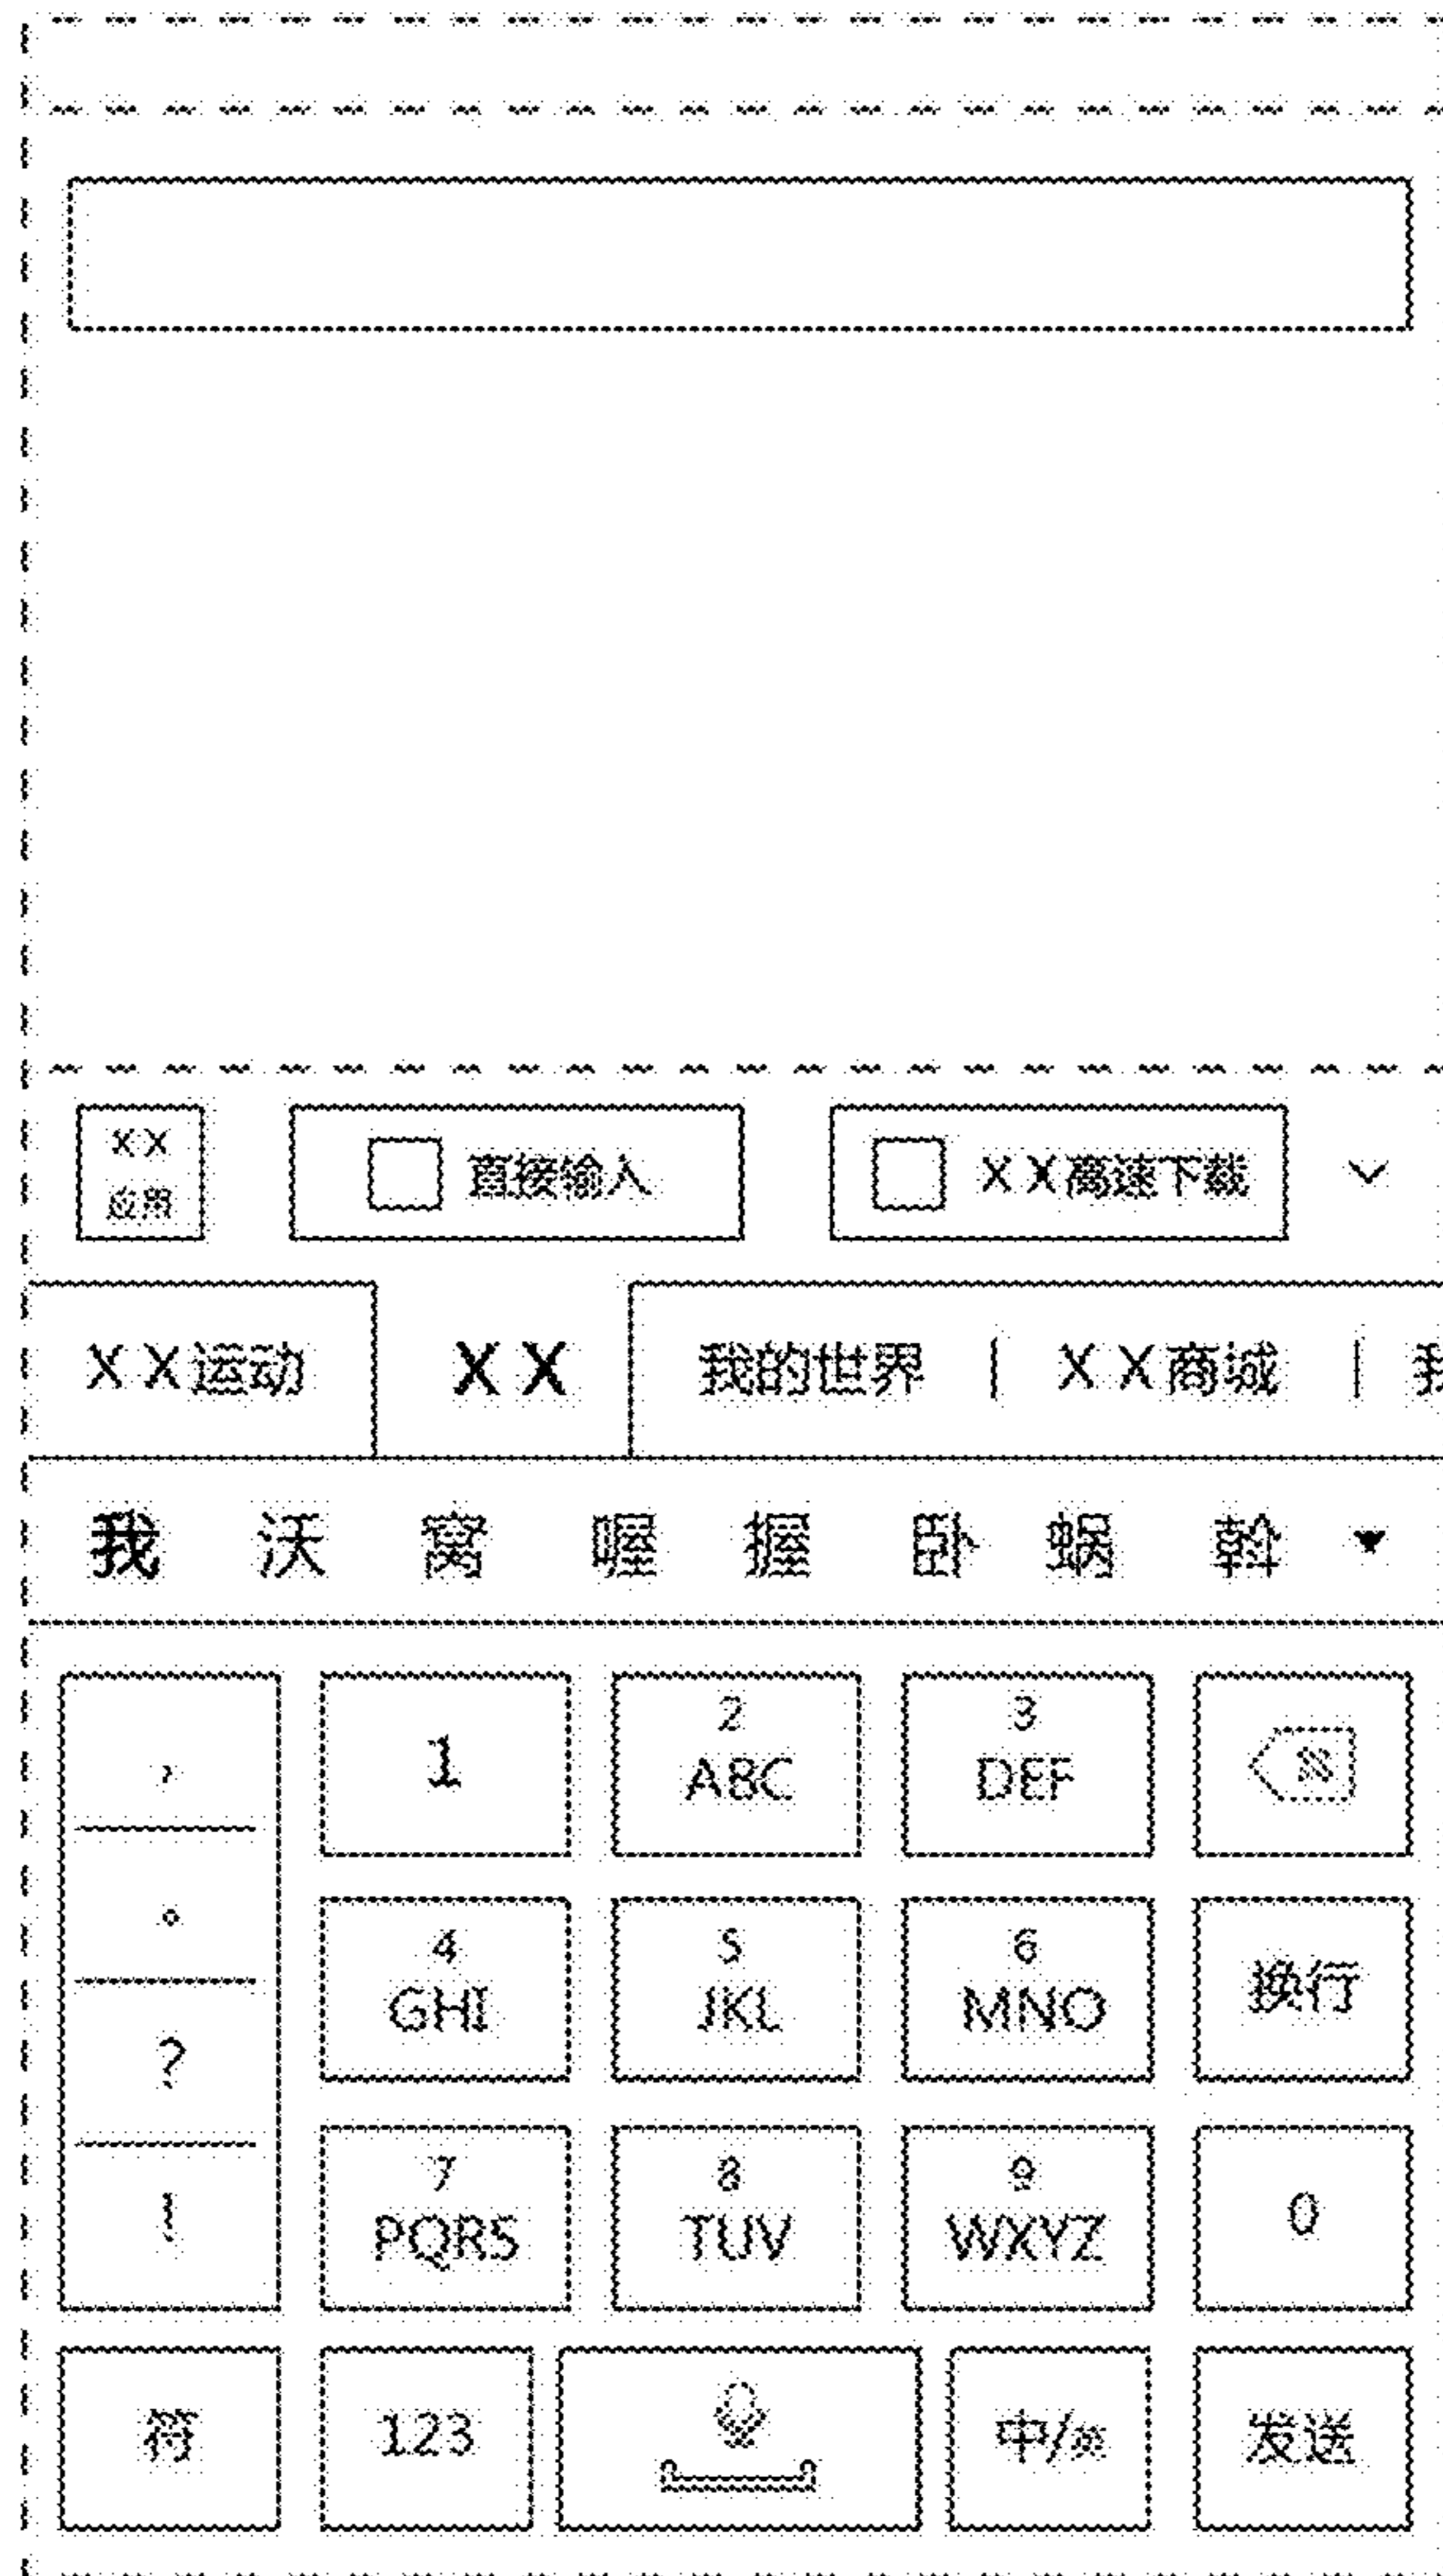 XX
应用
直接输入
XX高速下载
XX运动 XX 我的世界 | XX商城 | 我
我 沃 窝 喔 握 卧 蜗 斡
，
。
?
!
1
2
ABC
3
DEF
4
GHI
5
JKL
6
MNO
换行
7
PQRS
8
TUV
9
WXYZ
0
符
123
中/英
发送